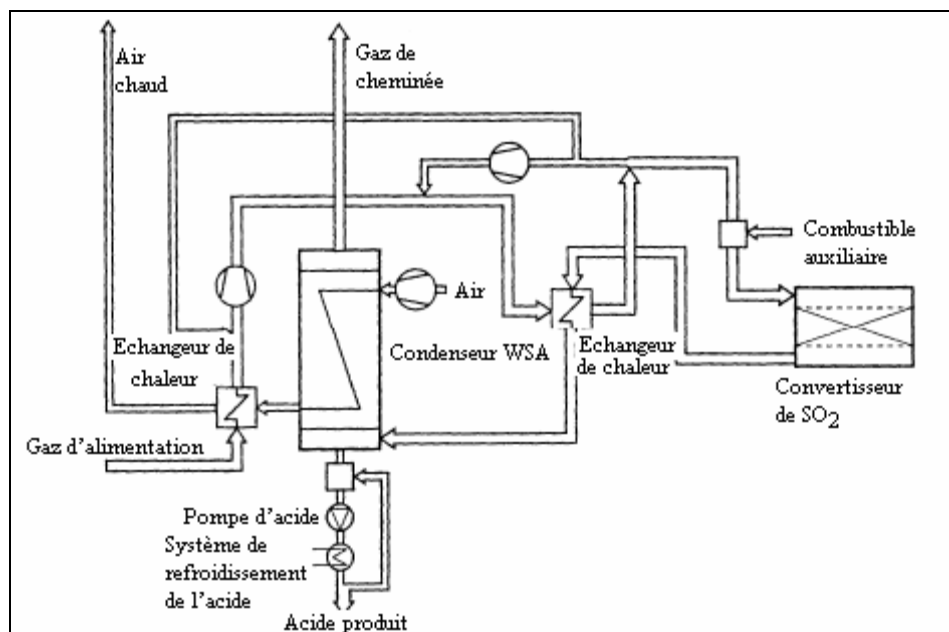 Air
chaud
Gaz de
cheminée
Combustible
auxiliaire
Air
Echangeur de
chaleur
Condenseur WSA
Echangeur
de chaleur
Convertisseur
de SO2
Gaz d'alimentation
Pompe d'acide
Système de
refroidissement
de l'acide
Acide produit